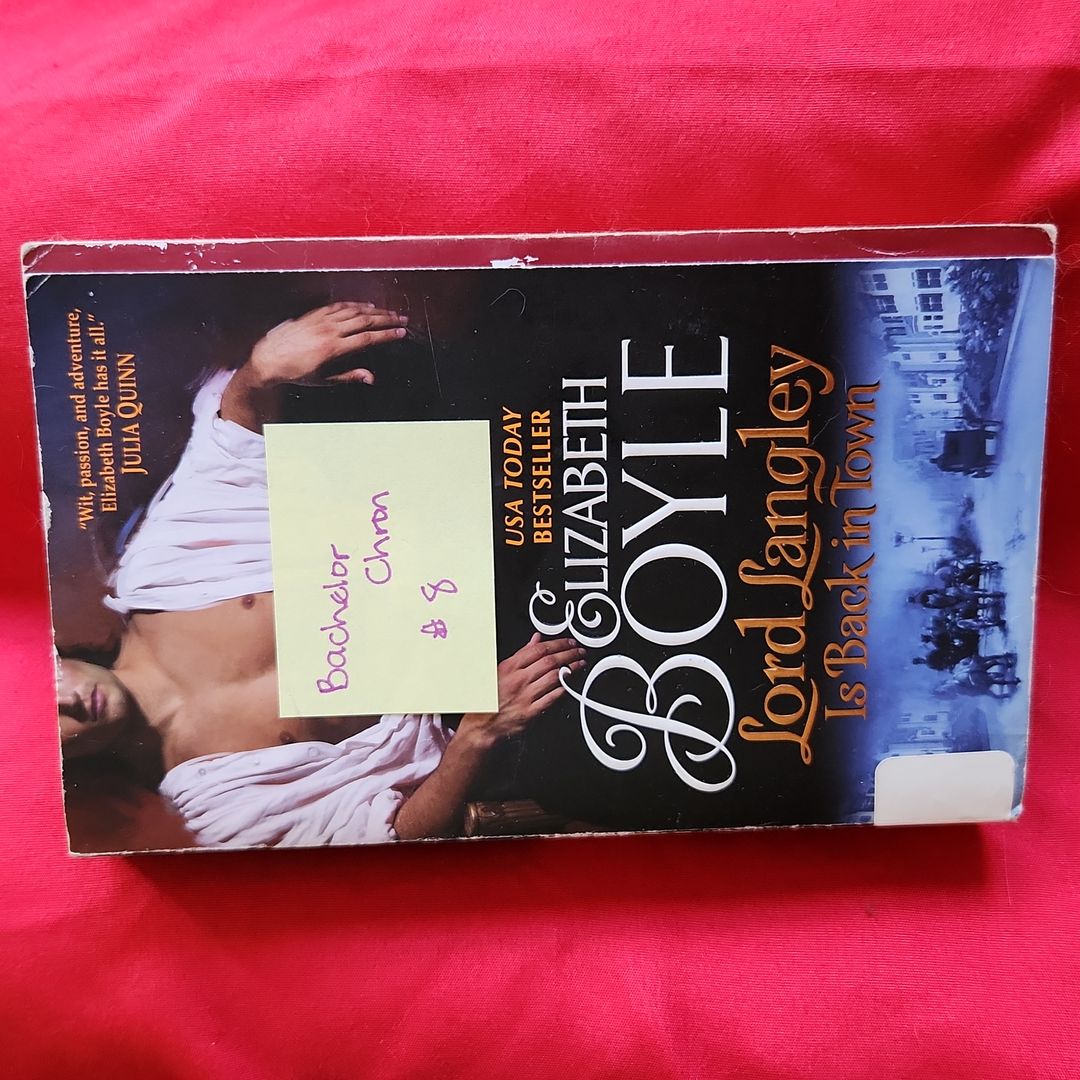 "Wit, passion, and adventure,
Elizabeth Boyle has it all."
JULIA QUINN
Bachelor
Chron
# 8
USA TODAY
BESTSELLER
ELIZABETH
BOYLE
Lord Langley
Is Back in Town